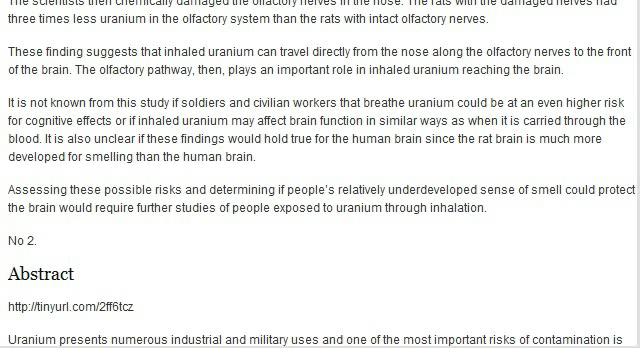 The scientists then chemically damaged the olfactory nerves in the nose. The rats with the damaged nerves had
three times less uranium in the olfactory system than the rats with intact olfactory nerves.
These finding suggests that inhaled uranium can travel directly from the nose along the olfactory nerves to the front
of the brain. The olfactory pathway, then, plays an important role in inhaled uranium reaching the brain.
It is not known from this study if soldiers and civilian workers that breathe uranium could be at an even higher risk
for cognitive effects or if inhaled uranium may affect brain function in similar ways as when it is carried through the
blood. It is also unclear if these findings would hold true for the human brain since the rat brain is much more
developed for smelling than the human brain.
Assessing these possible risks and determining if people's relatively underdeveloped sense of smell could protect
the brain would require further studies of people exposed to uranium through inhalation.
No 2.
Abstract
http://tinyurl.com/2ff6tcz
Uranium presents numerous industrial and military uses and one of the most important risks of contamination is